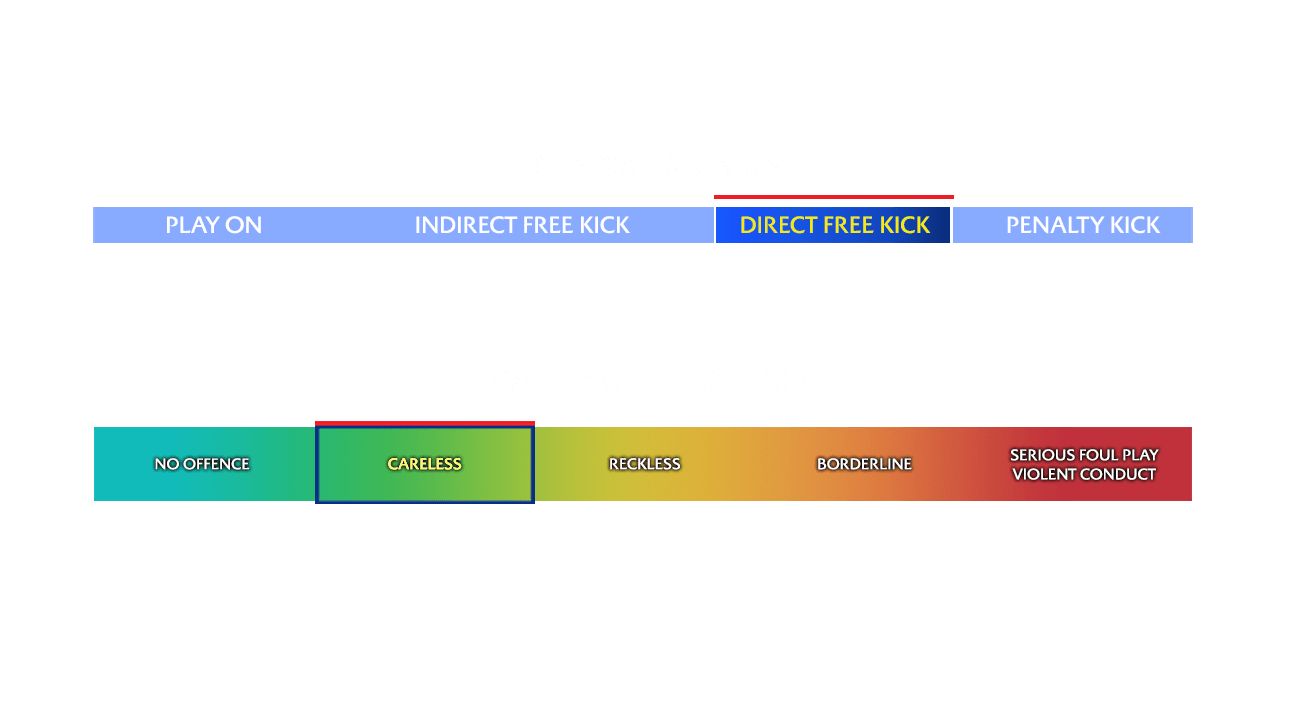 PLAY ON INDIRECT FREE KICK DIRECT FREE KICK PENALTY KICK
NO OFFENCE CARELESS RECKLESS BORDERLINE SERIOUS FOUL PLAY
VIOLENT CONDUCT